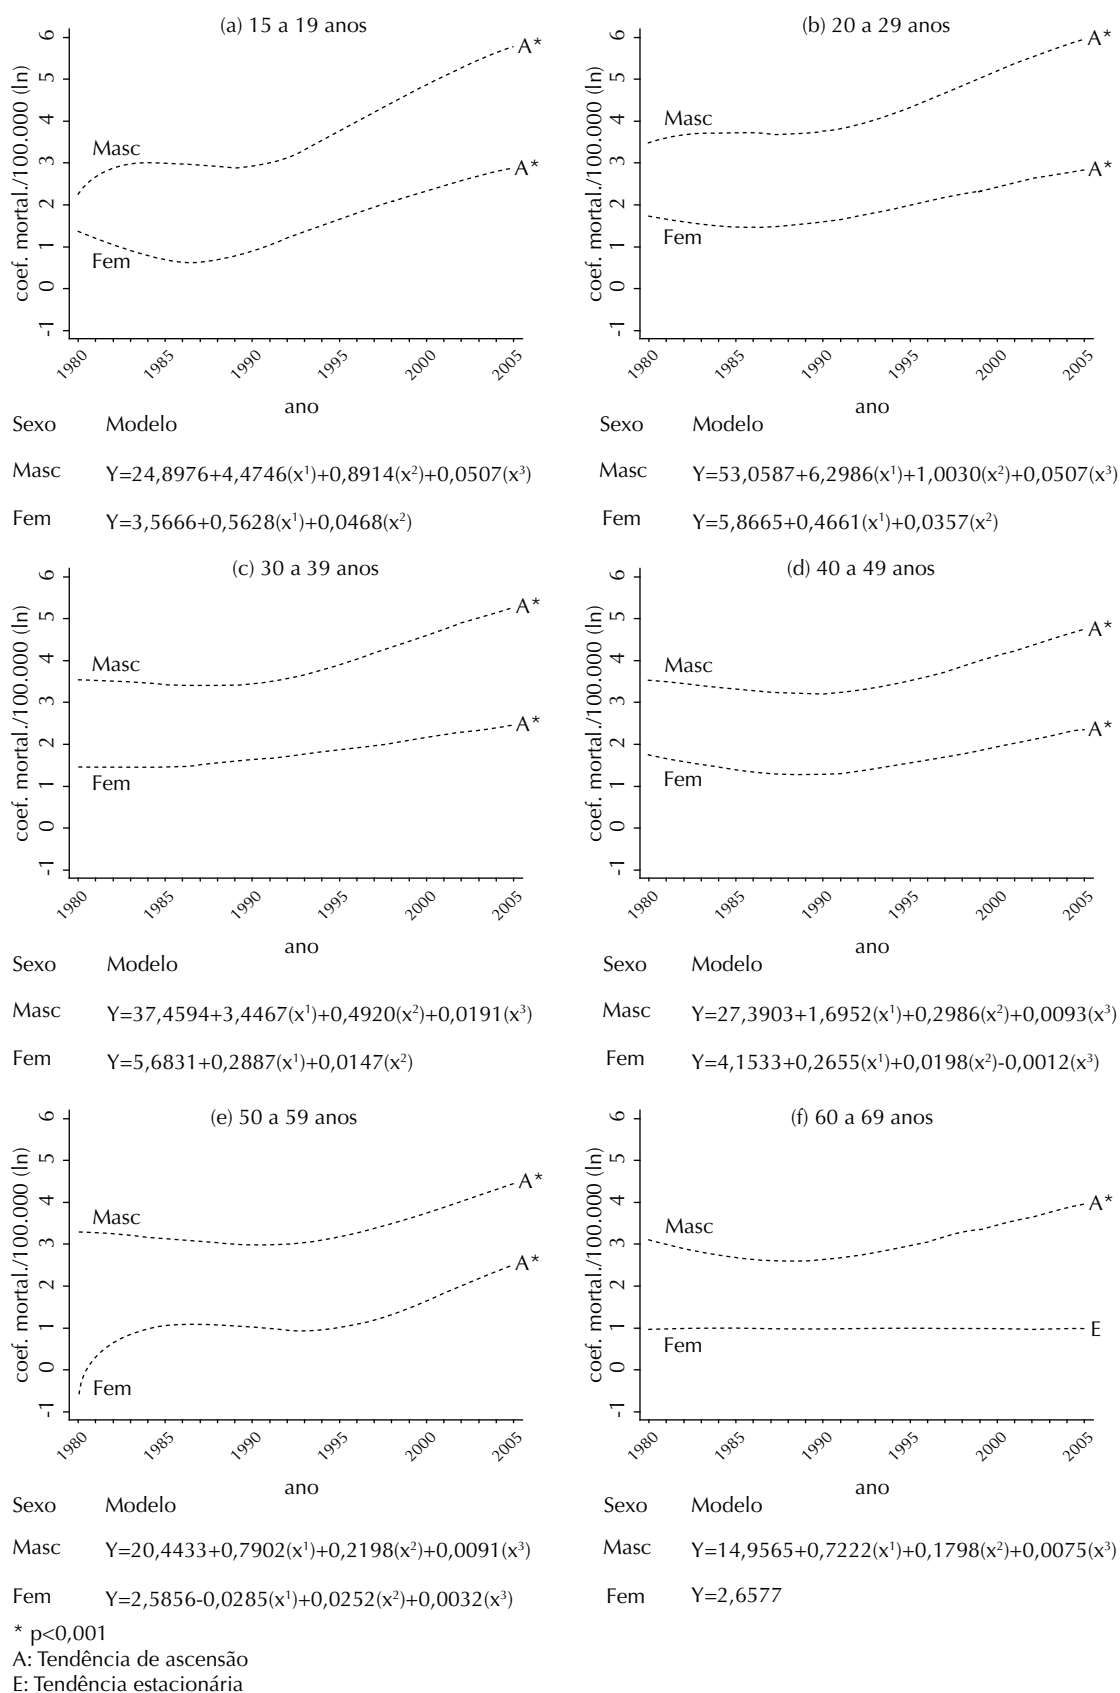 (a) 15 a 19 anos
coef. mortal./100.000 (ln)
6
5
4
3
2
1
0
-1
Masc
A*
Fem
A*
1980
1985
1990
1995
2000
2005
ano
Sexo Modelo
Masc Y=24,8976+4,4746(x¹)+0,8914(x²)+0,0507(x³)
Fem Y=3,5666+0,5628(x¹)+0,0468(x²)
(b) 20 a 29 anos
coef. mortal./100.000 (ln)
6
5
4
3
2
1
0
-1
Masc
A*
Fem
A*
1980
1985
1990
1995
2000
2005
ano
Sexo Modelo
Masc Y=53,0587+6,2986(x¹)+1,0030(x²)+0,0507(x³)
Fem Y=5,8665+0,4661(x¹)+0,0357(x²)
(c) 30 a 39 anos
coef. mortal./100.000 (ln)
6
5
4
3
2
1
0
-1
Masc
A*
Fem
A*
1980
1985
1990
1995
2000
2005
ano
Sexo Modelo
Masc Y=37,4594+3,4467(x¹)+0,4920(x²)+0,0191(x³)
Fem Y=5,6831+0,2887(x¹)+0,0147(x²)
(d) 40 a 49 anos
coef. mortal./100.000 (ln)
6
5
4
3
2
1
0
-1
Masc
A*
Fem
A*
1980
1985
1990
1995
2000
2005
ano
Sexo Modelo
Masc Y=27,3903+1,6952(x¹)+0,2986(x²)+0,0093(x³)
Fem Y=4,1533+0,2655(x¹)+0,0198(x²)-0,0012(x³)
(e) 50 a 59 anos
coef. mortal./100.000 (ln)
6
5
4
3
2
1
0
-1
Masc
A*
Fem
A*
1980
1985
1990
1995
2000
2005
ano
Sexo Modelo
Masc Y=20,4433+0,7902(x¹)+0,2198(x²)+0,0091(x³)
Fem Y=2,5856-0,0285(x¹)+0,0252(x²)+0,0032(x³)
(f) 60 a 69 anos
coef. mortal./100.000 (ln)
6
5
4
3
2
1
0
-1
Masc
A*
Fem
E
1980
1985
1990
1995
2000
2005
ano
Sexo Modelo
Masc Y=14,9565+0,7222(x¹)+0,1798(x²)+0,0075(x³)
Fem Y=2,6577
* p<0,001
A: Tendência de ascensão
E: Tendência estacionária